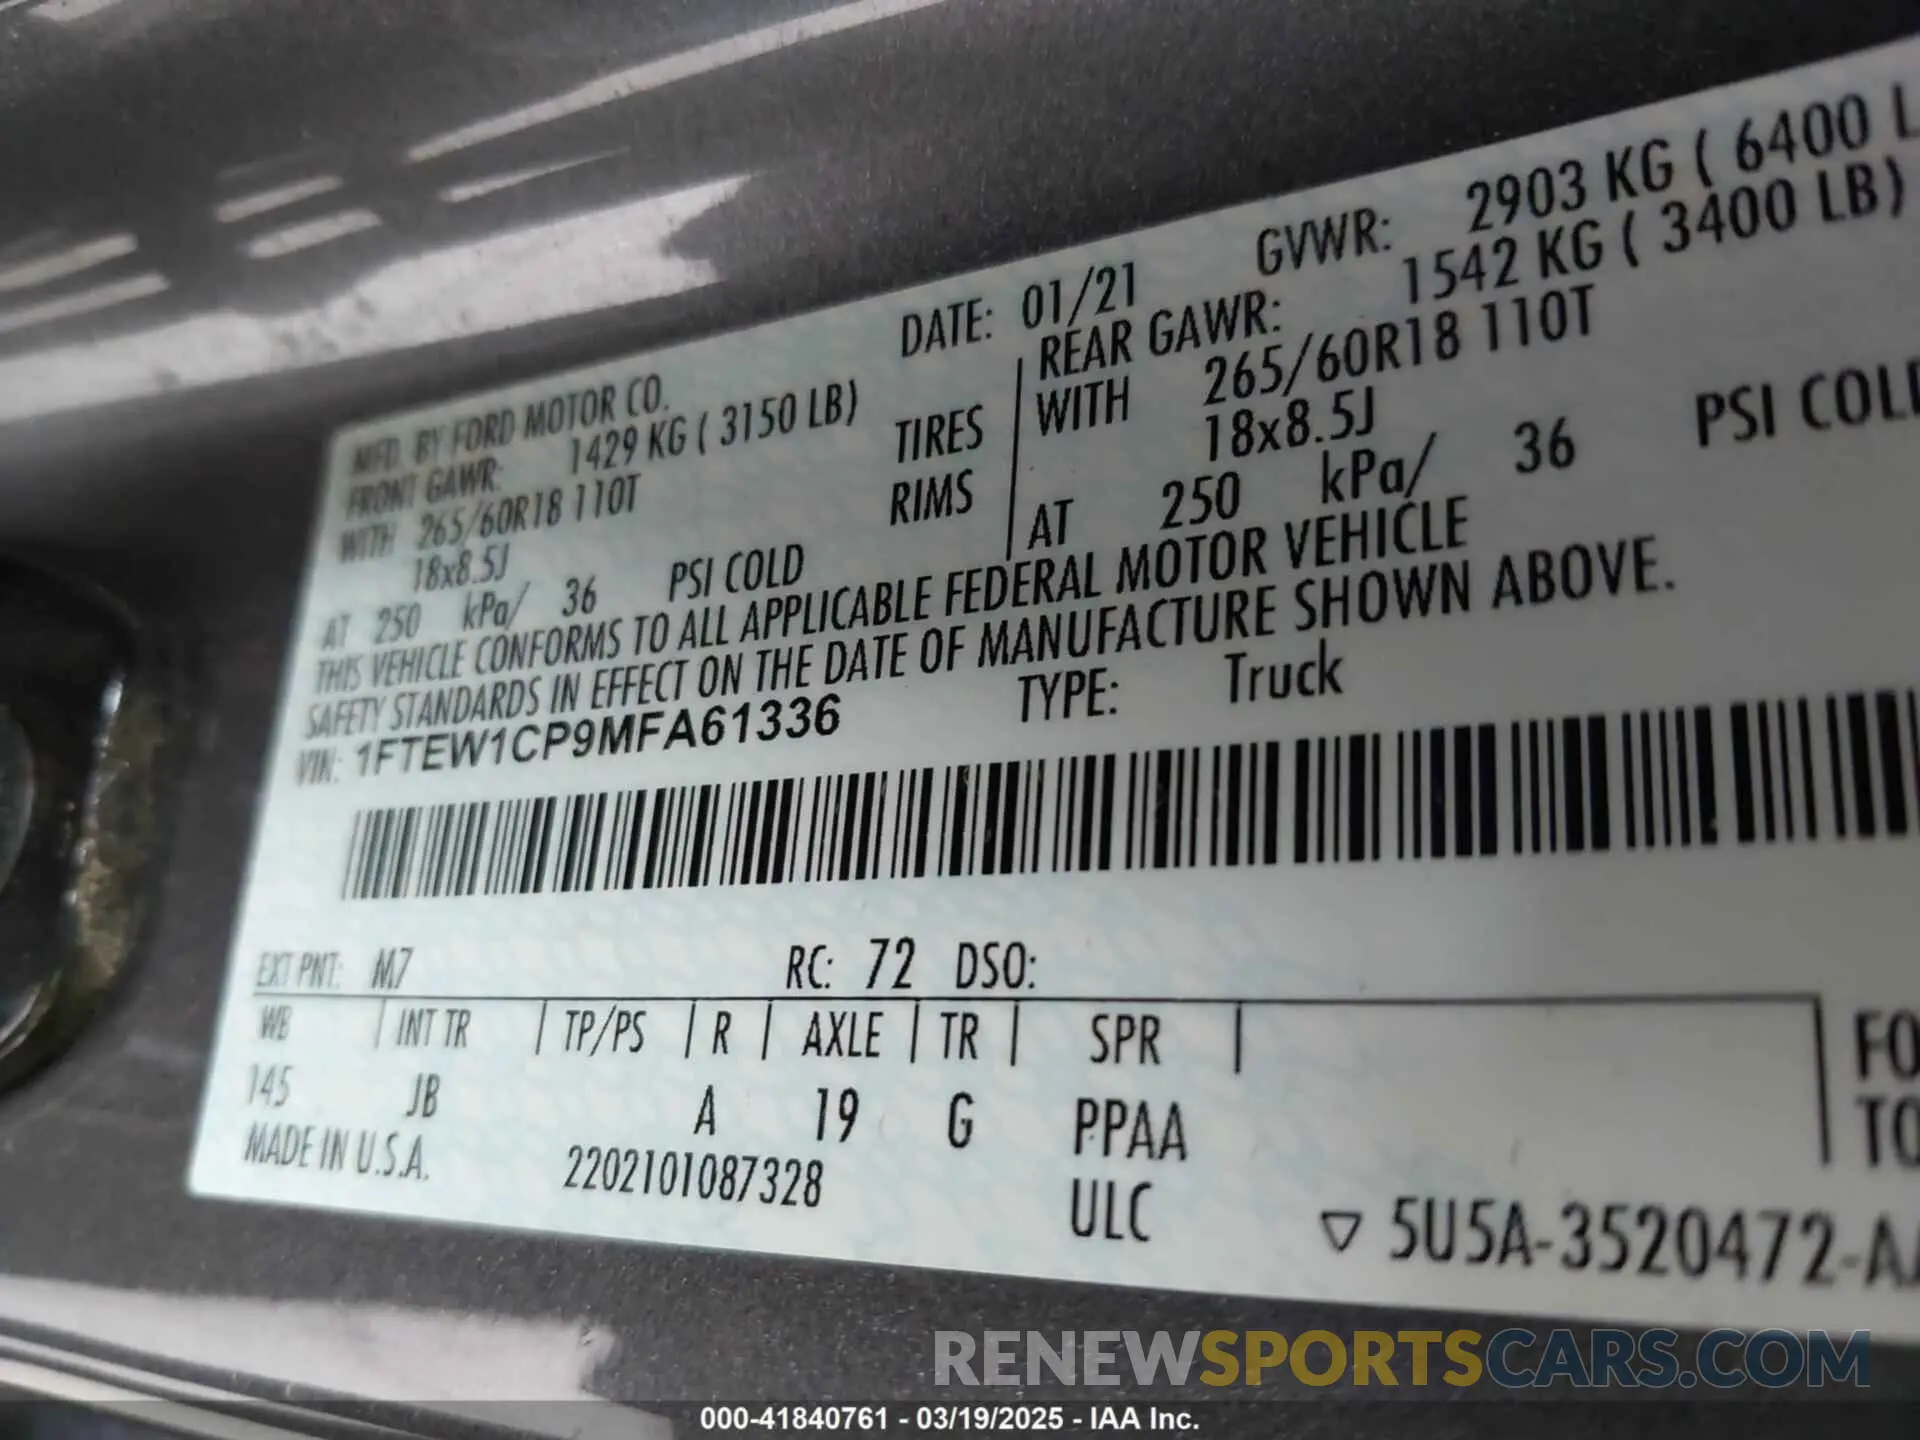 MFD. BY FORD MOTOR CO.
DATE: 01/21
GVWR: 2903 KG ( 6400 L
FRONT GAWR: 1429 KG ( 3150 LB)
REAR GAWR: 1542 KG ( 3400 LB)
WITH 265/60R18 110T
TIRES
WITH 265/60R18 110T
18x8.5J
RIMS
18x8.5J
AT 250 kPa/ 36 PSI COLD
AT 250 kPa/ 36 PSI COLD
THIS VEHICLE CONFORMS TO ALL APPLICABLE FEDERAL MOTOR VEHICLE
SAFETY STANDARDS IN EFFECT ON THE DATE OF MANUFACTURE SHOWN ABOVE.
VIN: 1FTEW1CP9MFA61336
TYPE: Truck
EXT PNT: M7 RC: 72 DSO:
WB | INT TR | TP/PS | R | AXLE | TR | SPR |
145 JB A 19 G PPAA
FO
TO
MADE IN U.S.A. 2202101087328 ULC
▽ 5U5A-3520472-AA
RENEWSPORTSCARS.COM
000-41840761 - 03/19/2025 - IAA Inc.